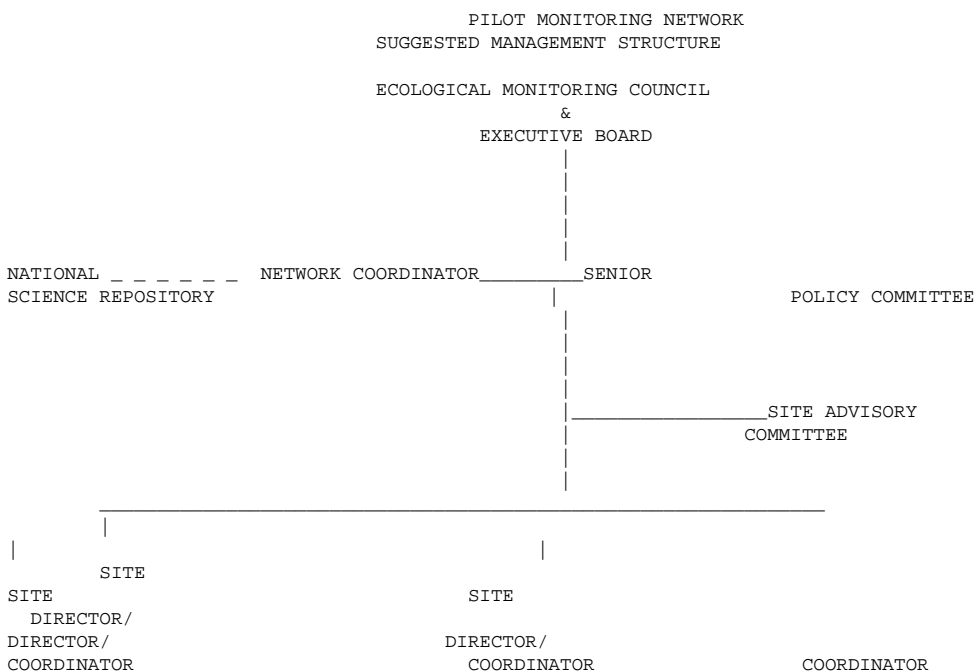 PILOT MONITORING NETWORK
SUGGESTED MANAGEMENT STRUCTURE
ECOLOGICAL MONITORING COUNCIL
&
EXECUTIVE BOARD
NATIONAL _ _ _ _ _ _ NETWORK COORDINATOR_________SENIOR
SCIENCE REPOSITORY POLICY COMMITTEE
SITE ADVISORY
COMMITTEE
SITE
SITE SITE
DIRECTOR/
DIRECTOR/ DIRECTOR/
COORDINATOR COORDINATOR COORDINATOR